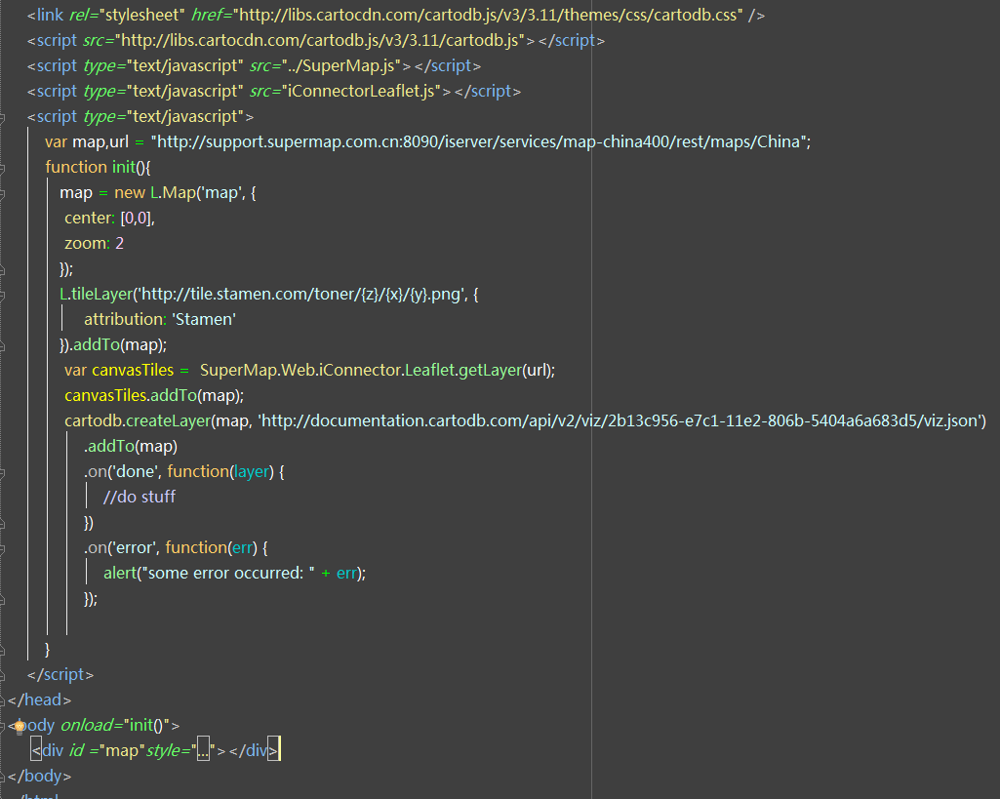 <link rel="stylesheet" href="http://libs.cartocdn.com/cartodb.js/v3/3.11/themes/css/cartodb.css" />
<script src="http://libs.cartocdn.com/cartodb.js/v3/3.11/cartodb.js"></script>
<script type="text/javascript" src="../SuperMap.js"></script>
<script type="text/javascript" src="iConnectorLeaflet.js"></script>
<script type="text/javascript">
var map,url = "http://support.supermap.com.cn:8090/iserver/services/map-china400/rest/maps/China";
function init(){
map = new L.Map('map', {
center: [0,0],
zoom: 2
});
L.tileLayer('http://tile.stamen.com/toner/{z}/{x}/{y}.png', {
attribution: 'Stamen'
}).addTo(map);
var canvasTiles = SuperMap.Web.iConnector.Leaflet.getLayer(url);
canvasTiles.addTo(map);
cartodb.createLayer(map, 'http://documentation.cartodb.com/api/v2/viz/2b13c956-e7c1-11e2-806b-5404a6a683d5/viz.json')
.addTo(map)
.on('done', function(layer) {
//do stuff
})
.on('error', function(err) {
alert("some error occurred: " + err);
});
}
</script>
</head>
<body onload="init()">
<div id ="map"style="..."></div>
</body>
</html>